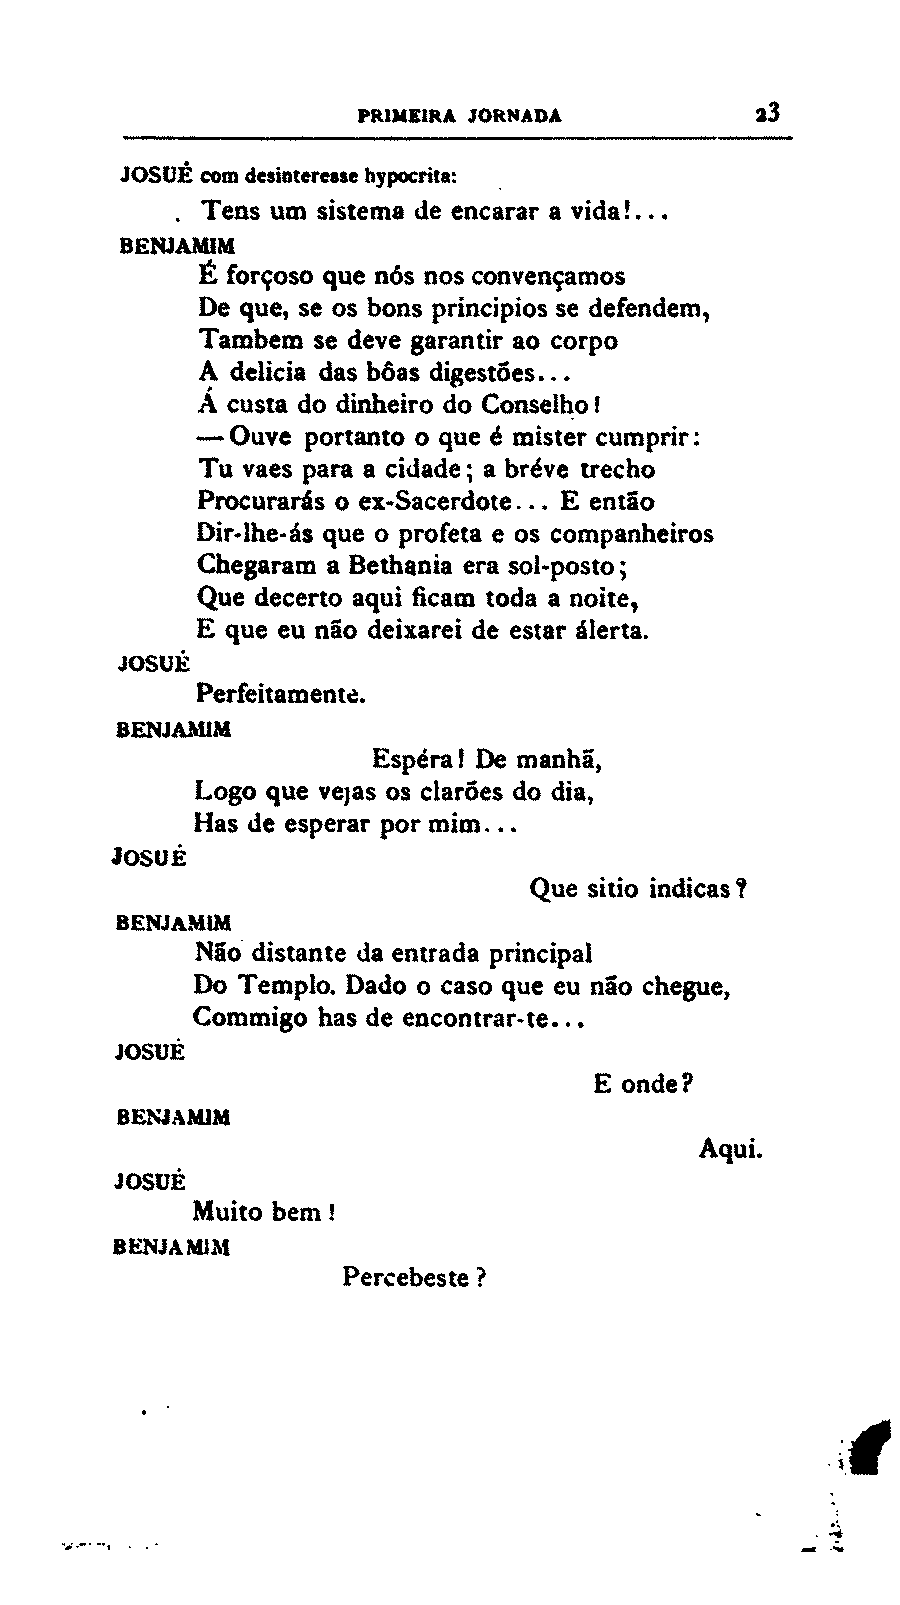 PRIMEIRA JORNADA 23
JOSUÉ com desinteresse hypocrita:
Tens um sistema de encarar a vida!...
BENJAMIM
É forçoso que nós nos convençamos
De que, se os bons principios se defendem,
Tambem se deve garantir ao corpo
A delicia das bôas digestões...
Á custa do dinheiro do Conselho!
— Ouve portanto o que é mister cumprir:
Tu vaes para a cidade; a bréve trecho
Procurarás o ex-Sacerdote... E então
Dir-lhe-ás que o profeta e os companheiros
Chegaram a Bethania era sol-posto;
Que decerto aqui ficam toda a noite,
E que eu não deixarei de estar álerta.
JOSUÉ
Perfeitamente.
BENJAMIM
Espéra! De manhã,
Logo que vejas os clarões do dia,
Has de esperar por mim...
JOSUÉ
Que sitio indicas?
BENJAMIM
Não distante da entrada principal
Do Templo. Dado o caso que eu não chegue,
Commigo has de encontrar-te...
JOSUÉ
E onde?
BENJAMIM
Aqui.
JOSUÉ
Muito bem!
BENJAMIM
Percebeste?